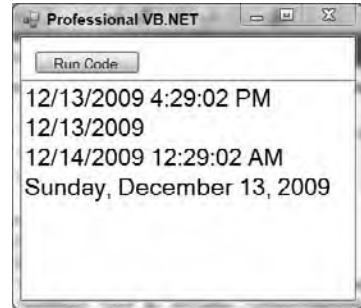 Professional VB.NET
Run Code
12/13/2009 4:29:02 PM
12/13/2009
12/14/2009 12:29:02 AM
Sunday, December 13, 2009